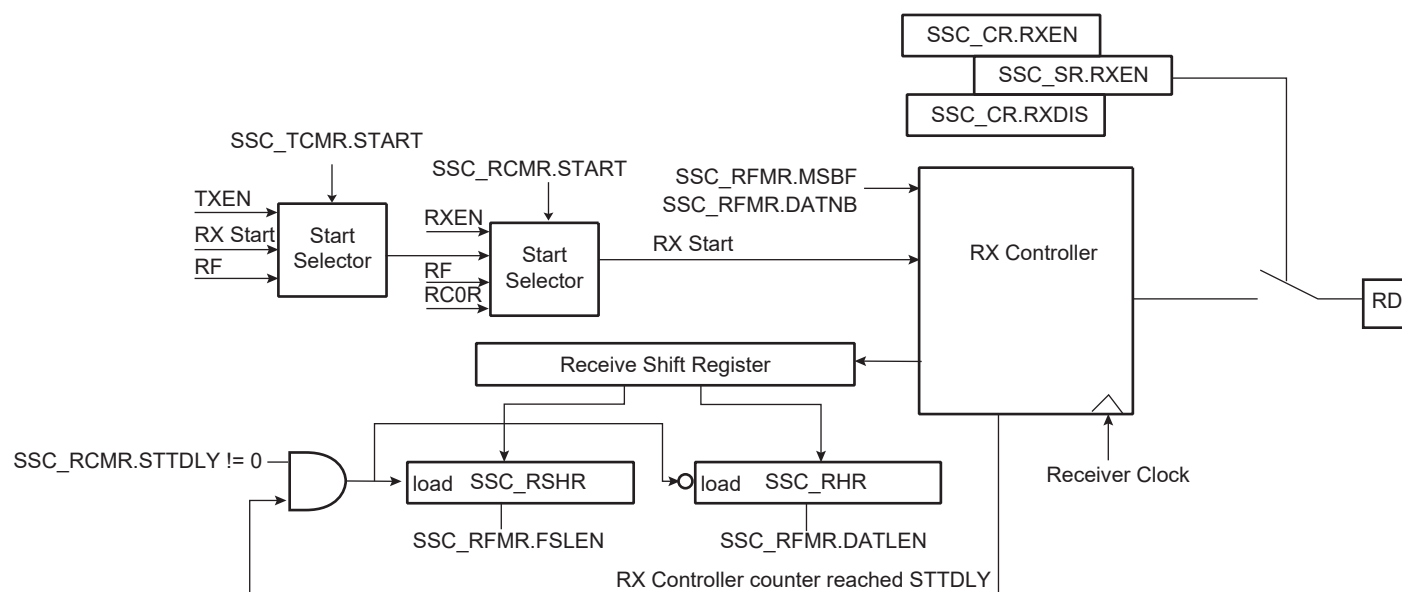 SSC_CR.RXEN
SSC_SR.RXEN
SSC_CR.RXDIS
SSC_TCMR.START
SSC_RCMR.START
SSC_RFMR.MSBF
SSC_RFMR.DATNB
TXEN
RX Start
RF
Start
Selector
RXEN
RF
RC0R
Start
Selector
RX Start
RX Controller
RD
Receive Shift Register
SSC_RCMR.STTDLY != 0
load SSC_RSHR
load SSC_RHR
Receiver Clock
SSC_RFMR.FSLEN
SSC_RFMR.DATLEN
RX Controller counter reached STTDLY